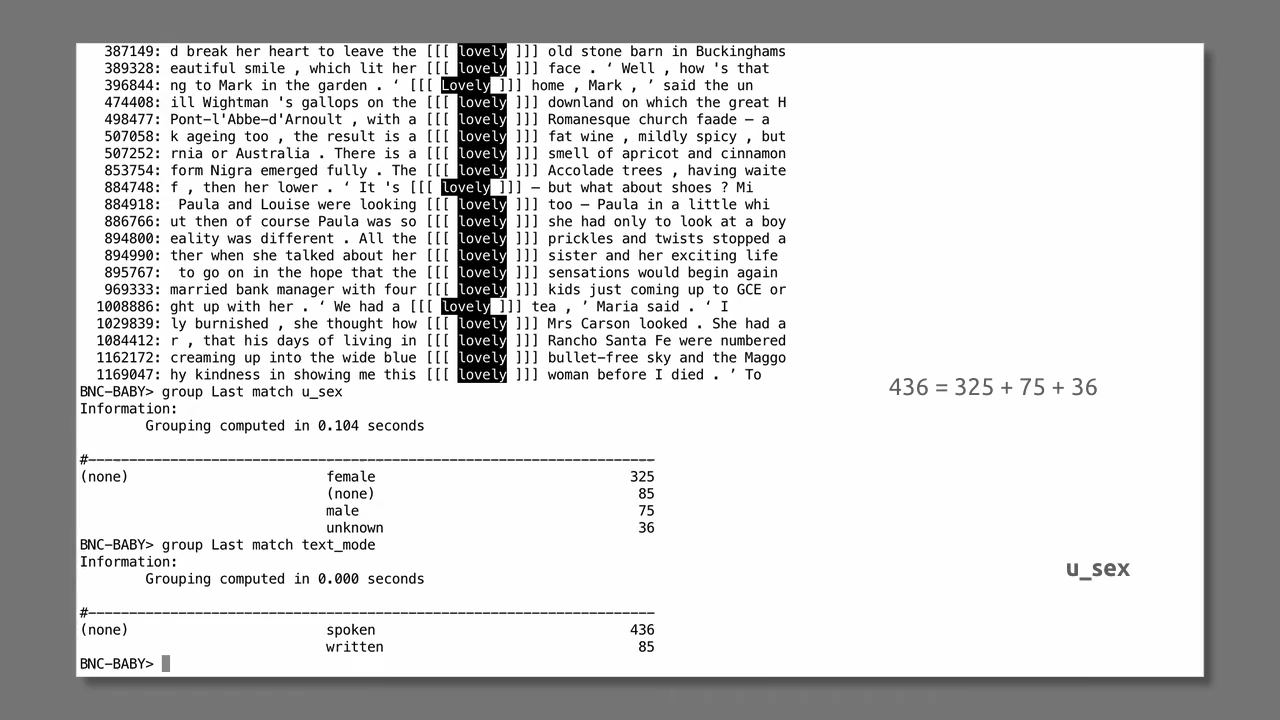 387149: d break her heart to leave the [[[ lovely ]]] old stone barn in Buckinghams
389328: eautiful smile , which lit her [[[ lovely ]]] face . ‘ Well , how 's that
396844: ng to Mark in the garden . ‘ [[[ Lovely ]]] home , Mark , ’ said the un
474408: ill Wightman 's gallops on the [[[ lovely ]]] downland on which the great H
498477: Pont-l'Abbe-d'Arnoult , with a [[[ lovely ]]] Romanesque church faade — a
507058: k ageing too , the result is a [[[ lovely ]]] fat wine , mildly spicy , but
507252: rnia or Australia . There is a [[[ lovely ]]] smell of apricot and cinnamon
853754: form Nigra emerged fully . The [[[ lovely ]]] Accolade trees , having waite
884748: f , then her lower . ‘ It 's [[[ lovely ]]] — but what about shoes ? Mi
884918: Paula and Louise were looking [[[ lovely ]]] too — Paula in a little whi
886766: ut then of course Paula was so [[[ lovely ]]] she had only to look at a boy
894800: eality was different . All the [[[ lovely ]]] prickles and twists stopped a
894990: ther when she talked about her [[[ lovely ]]] sister and her exciting life
895767: to go on in the hope that the [[[ lovely ]]] sensations would begin again
969333: married bank manager with four [[[ lovely ]]] kids just coming up to GCE or
1008886: ght up with her . ‘ We had a [[[ lovely ]]] tea , ’ Maria said . ‘ I
1029839: ly burnished , she thought how [[[ lovely ]]] Mrs Carson looked . She had a
1084412: r , that his days of living in [[[ lovely ]]] Rancho Santa Fe were numbered
1162172: creaming up into the wide blue [[[ lovely ]]] bullet-free sky and the Maggo
1169047: hy kindness in showing me this [[[ lovely ]]] woman before I died . ’ To
BNC-BABY> group Last match u_sex
436 = 325 + 75 + 36
Information:
Grouping computed in 0.104 seconds
#----------------------------------------------------------------------
(none) female 325
(none) 85
male 75
unknown 36
BNC-BABY> group Last match text_mode
Information:
u_sex
Grouping computed in 0.000 seconds
#----------------------------------------------------------------------
(none) spoken 436
written 85
BNC-BABY>